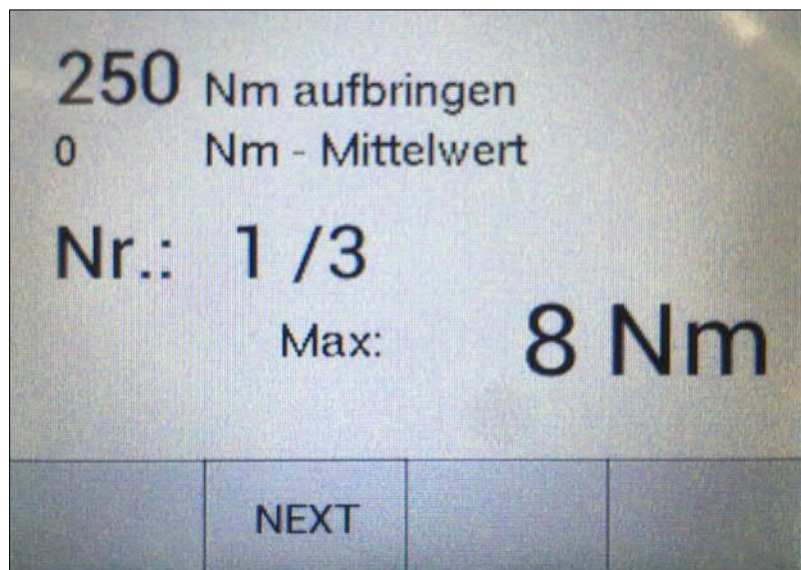 250 Nm aufbringen
0 Nm - Mittelwert
Nr.: 1 /3
Max: 8 Nm
NEXT